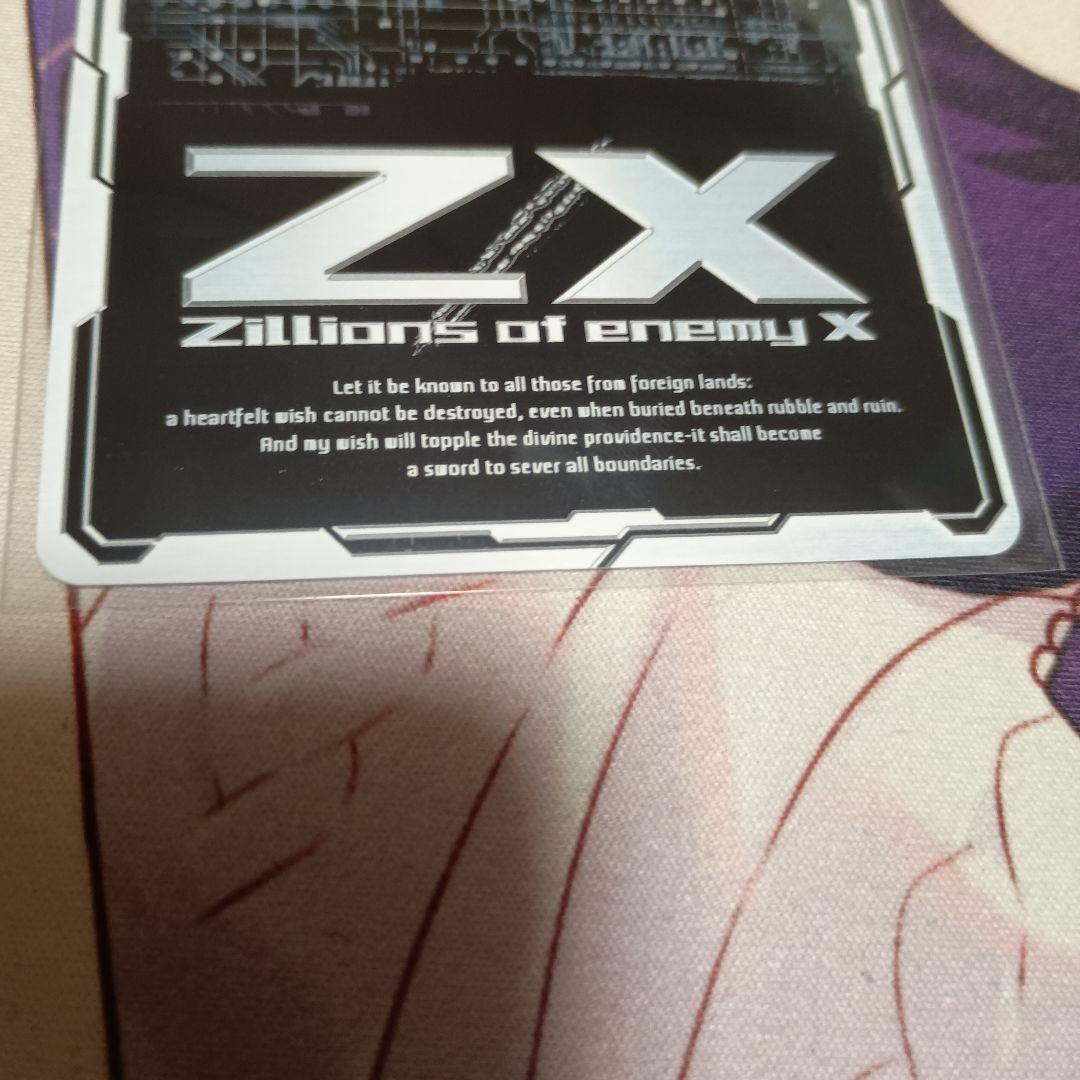 ZX
Zillions of enemy X
Let it be known to all those from foreign lands:
a heartfelt wish cannot be destroyed, even when buried beneath rubble and ruin.
And my wish will topple the divine providence-it shall become
a sword to sever all boundaries.